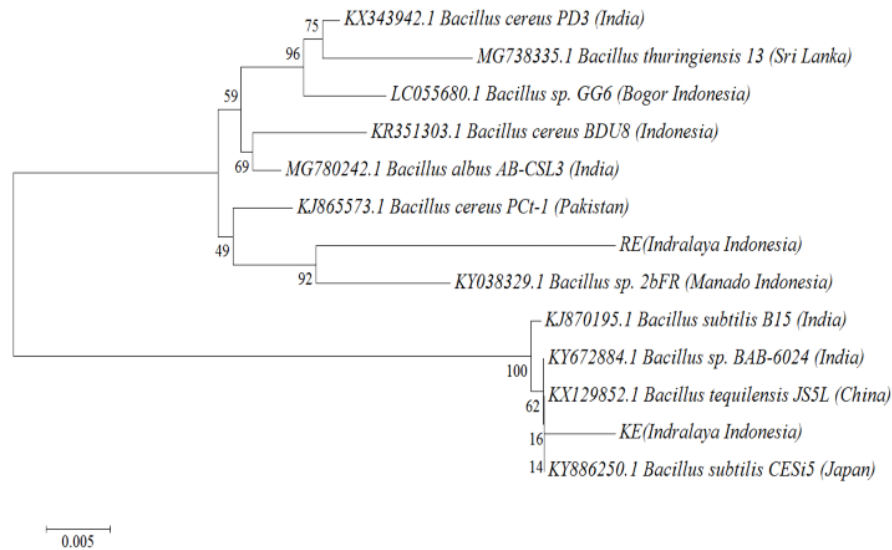 75
KX343942.1 Bacillus cereus PD3 (India)
96
MG738335.1 Bacillus thuringiensis 13 (Sri Lanka)
59
LC055680.1 Bacillus sp. GG6 (Bogor Indonesia)
KR351303.1 Bacillus cereus BDU8 (Indonesia)
69
MG780242.1 Bacillus albus AB-CSL3 (India)
KJ865573.1 Bacillus cereus PCt-1 (Pakistan)
49
RE(Indralaya Indonesia)
92
KY038329.1 Bacillus sp. 2bFR (Manado Indonesia)
KJ870195.1 Bacillus subtilis B15 (India)
100
KY672884.1 Bacillus sp. BAB-6024 (India)
62
KX129852.1 Bacillus tequilensis JS5L (China)
16
KE(Indralaya Indonesia)
14
KY886250.1 Bacillus subtilis CESi5 (Japan)
0.005